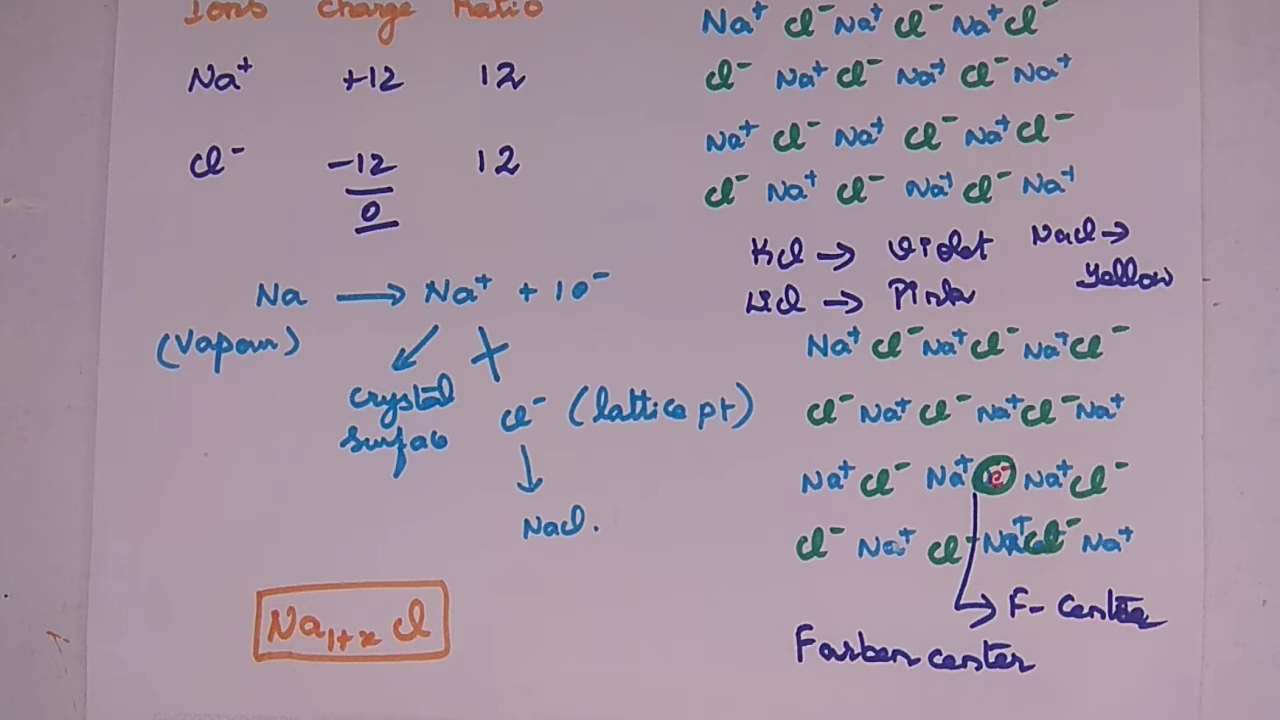 Ions Charge Ratio
Na⁺ +12 12
Cl⁻ -12 12
0
Na → Na⁺ + 1e⁻
(Vapour)
Crystal
surface
Cl⁻ (lattice pt)
NaCl.
Na₁₊ₓ Cl
Na⁺ Cl⁻ Na⁺ Cl⁻ Na⁺ Cl⁻
Cl⁻ Na⁺ Cl⁻ Na⁺ Cl⁻ Na⁺
Na⁺ Cl⁻ Na⁺ Cl⁻ Na⁺ Cl⁻
Cl⁻ Na⁺ Cl⁻ Na⁺ Cl⁻ Na⁺
KCl → Violet NaCl →
Yellow
LiCl → Pink
Na⁺ Cl⁻ Na⁺ Cl⁻ Na⁺ Cl⁻
Cl⁻ Na⁺ Cl⁻ Na⁺ Cl⁻ Na⁺
Na⁺ Cl⁻ Na⁺ e⁻ Na⁺ Cl⁻
Cl⁻ Na⁺ Cl⁻ Na⁺ Cl⁻ Na⁺
→ F-Centre
Farben center